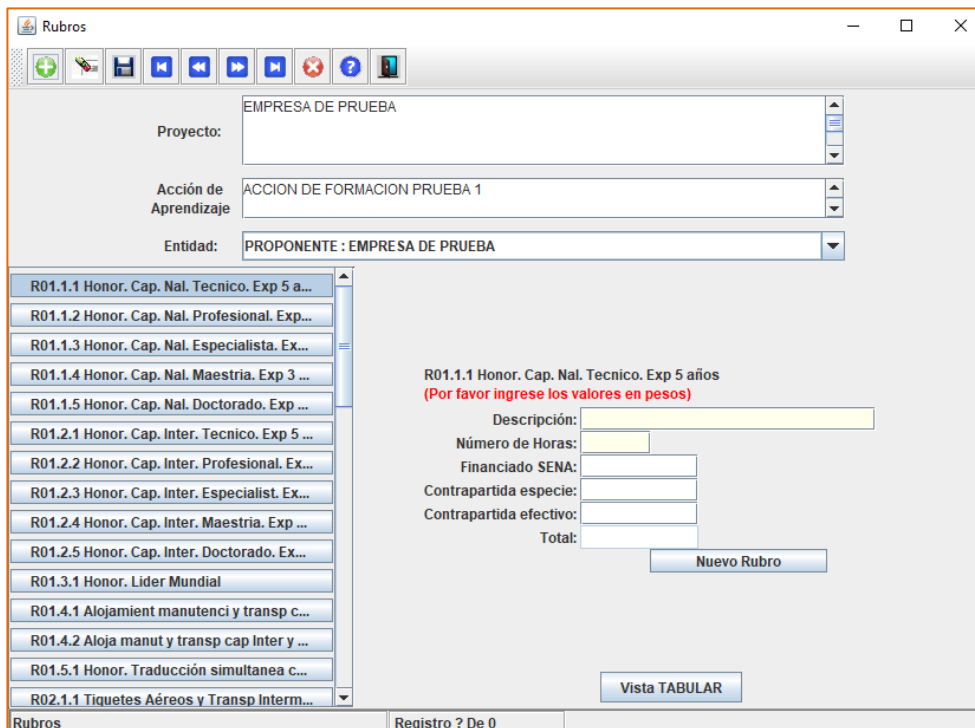 Rubros
EMPRESA DE PRUEBA
Proyecto:
Acción de
Aprendizaje
ACCION DE FORMACION PRUEBA 1
Entidad:
PROPONENTE : EMPRESA DE PRUEBA
R01.1.1 Honor. Cap. Nal. Tecnico. Exp 5 a...
R01.1.2 Honor. Cap. Nal. Profesional. Exp...
R01.1.3 Honor. Cap. Nal. Especialista. Ex...
R01.1.4 Honor. Cap. Nal. Maestria. Exp 3 ...
R01.1.5 Honor. Cap. Nal. Doctorado. Exp ...
R01.2.1 Honor. Cap. Inter. Tecnico. Exp 5 ...
R01.2.2 Honor. Cap. Inter. Profesional. Ex...
R01.2.3 Honor. Cap. Inter. Especialist. Ex...
R01.2.4 Honor. Cap. Inter. Maestria. Exp ...
R01.2.5 Honor. Cap. Inter. Doctorado. Ex...
R01.3.1 Honor. Lider Mundial
R01.4.1 Alojamient manutenci y transp c...
R01.4.2 Aloja manut y transp cap Inter y ...
R01.5.1 Honor. Traducción simultanea c...
R02.1.1 Tiquetes Aéreos y Transp Interm...
R01.1.1 Honor. Cap. Nal. Tecnico. Exp 5 años
(Por favor ingrese los valores en pesos)
Descripción:
Número de Horas:
Financiado SENA:
Contrapartida especie:
Contrapartida efectivo:
Total:
Nuevo Rubro
Vista TABULAR
Rubros
Registro ? De 0